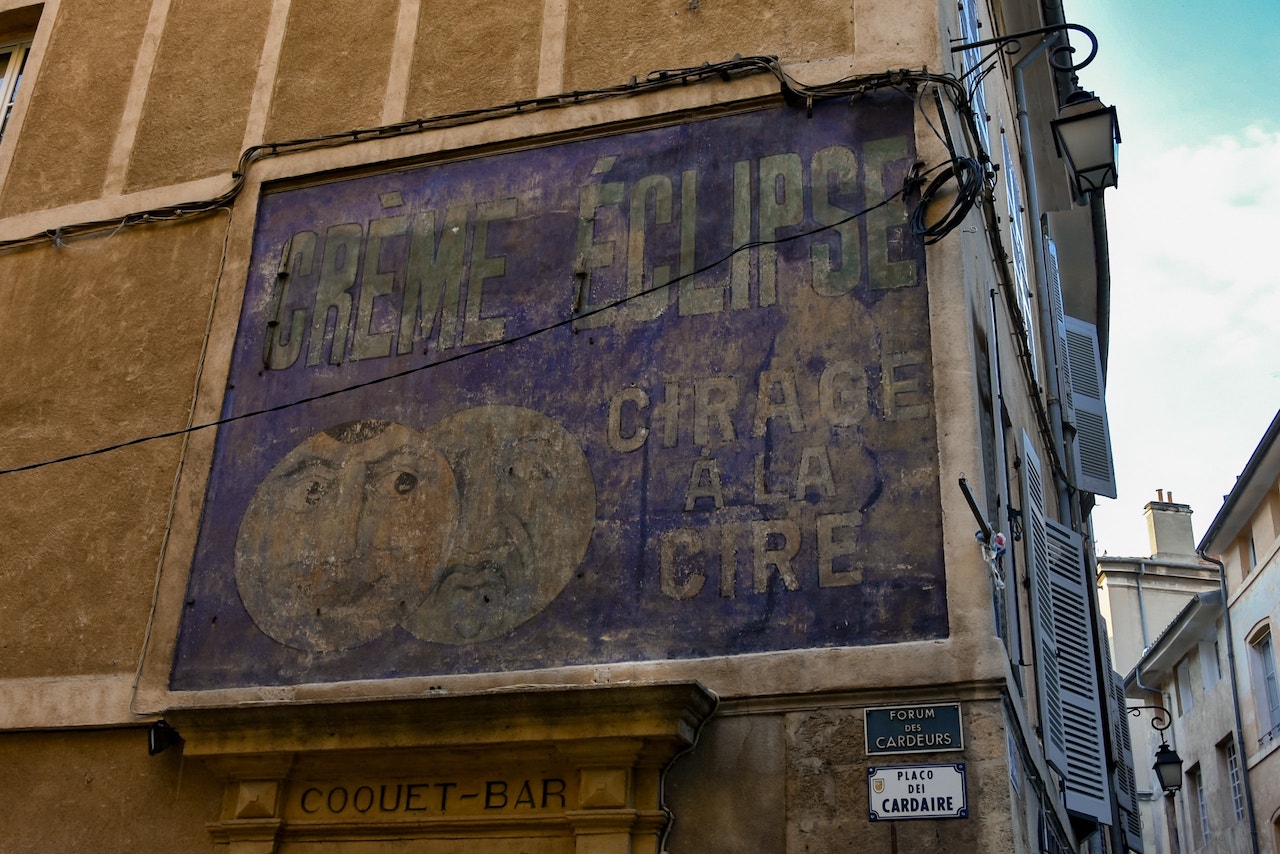 CRÈME ÉCLIPSE
CIRAGE
À LA
CIRE
COQUET-BAR
FORUM
DES
CARDEURS
PLAÇO
DEI
CARDAIRE